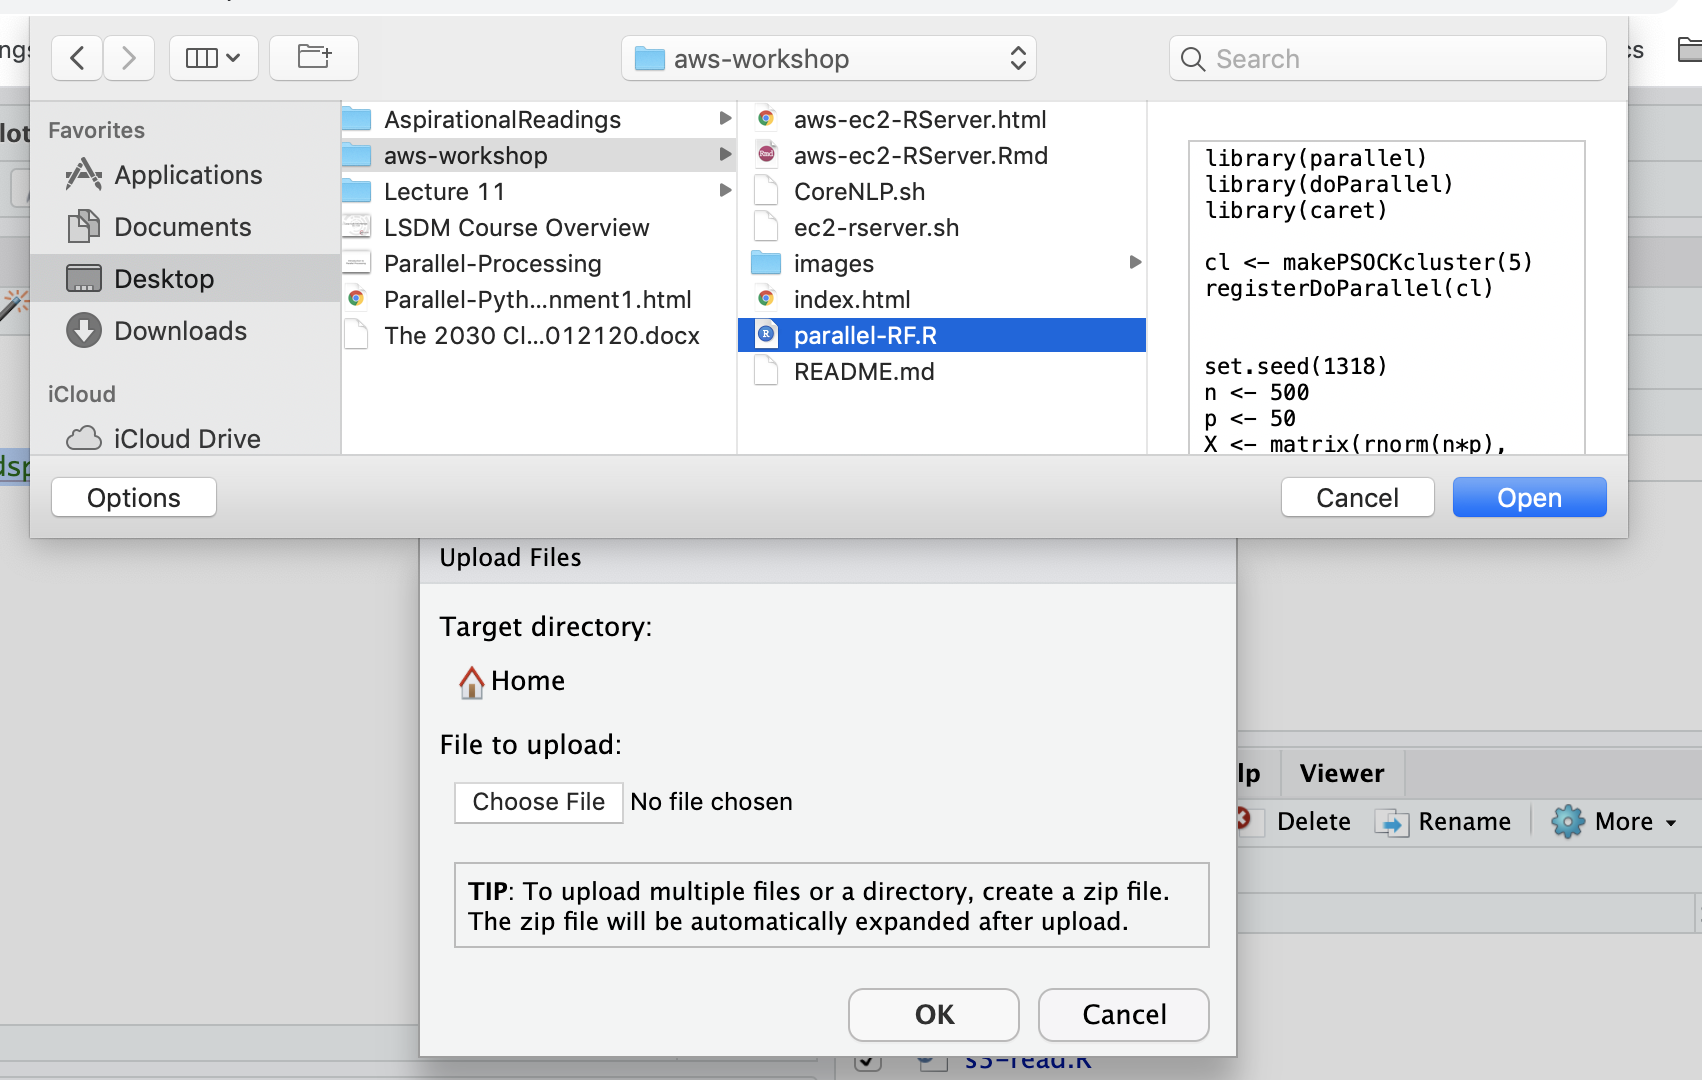 aws-workshop
Search
Favorites
Applications
Documents
Desktop
Downloads
iCloud
iCloud Drive
AspirationalReadings
aws-workshop
Lecture 11
LSDM Course Overview
Parallel-Processing
Parallel-Pyth...nment1.html
The 2030 Cl...012120.docx
aws-ec2-RServer.html
aws-ec2-RServer.Rmd
CoreNLP.sh
ec2-rserver.sh
images
index.html
parallel-RF.R
README.md
library(parallel)
library(doParallel)
library(caret)
cl <- makePSOCKcluster(5)
registerDoParallel(cl)
set.seed(1318)
n <- 500
p <- 50
X <- matrix(rnorm(n*p),
Options
Cancel
Open
Upload Files
Target directory:
Home
File to upload:
Choose File No file chosen
TIP: To upload multiple files or a directory, create a zip file.
The zip file will be automatically expanded after upload.
OK
Cancel
lp
Viewer
Delete
Rename
More
s3-read.R